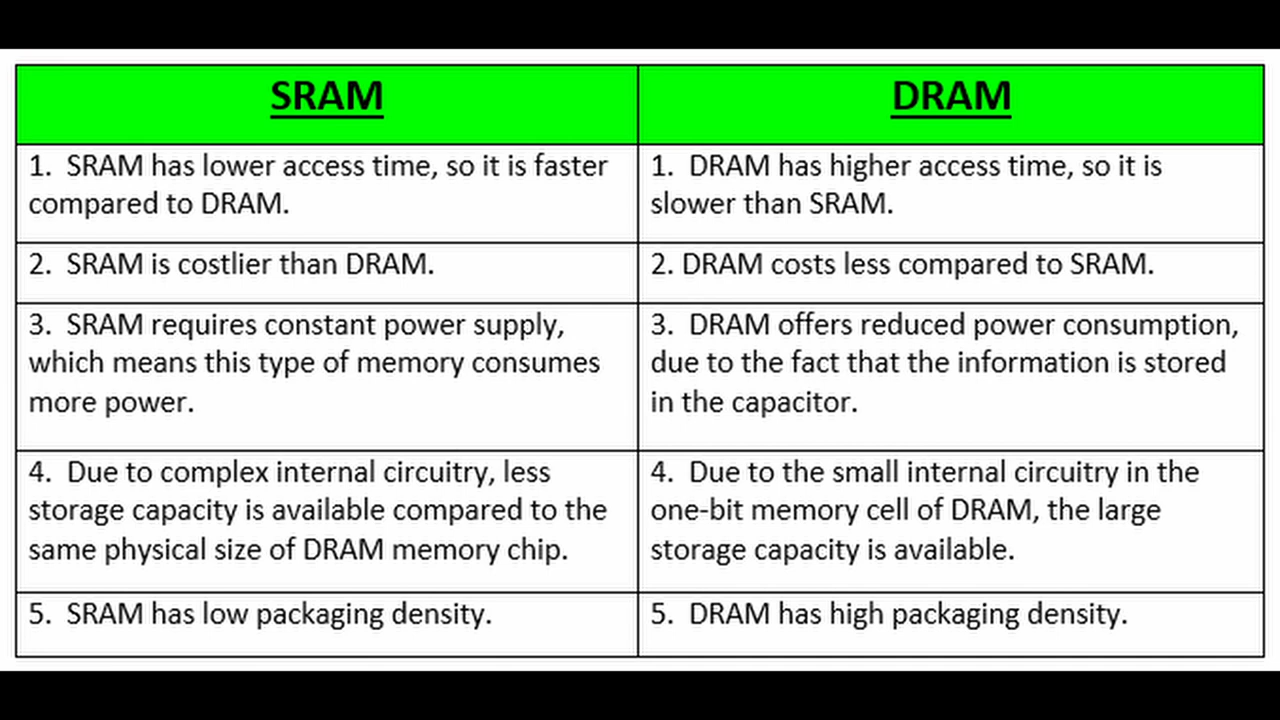 SRAM
DRAM
1. SRAM has lower access time, so it is faster
compared to DRAM.
1. DRAM has higher access time, so it is
slower than SRAM.
2. SRAM is costlier than DRAM.
2. DRAM costs less compared to SRAM.
3. SRAM requires constant power supply,
which means this type of memory consumes
more power.
3. DRAM offers reduced power consumption,
due to the fact that the information is stored
in the capacitor.
4. Due to complex internal circuitry, less
storage capacity is available compared to the
same physical size of DRAM memory chip.
4. Due to the small internal circuitry in the
one-bit memory cell of DRAM, the large
storage capacity is available.
5. SRAM has low packaging density.
5. DRAM has high packaging density.